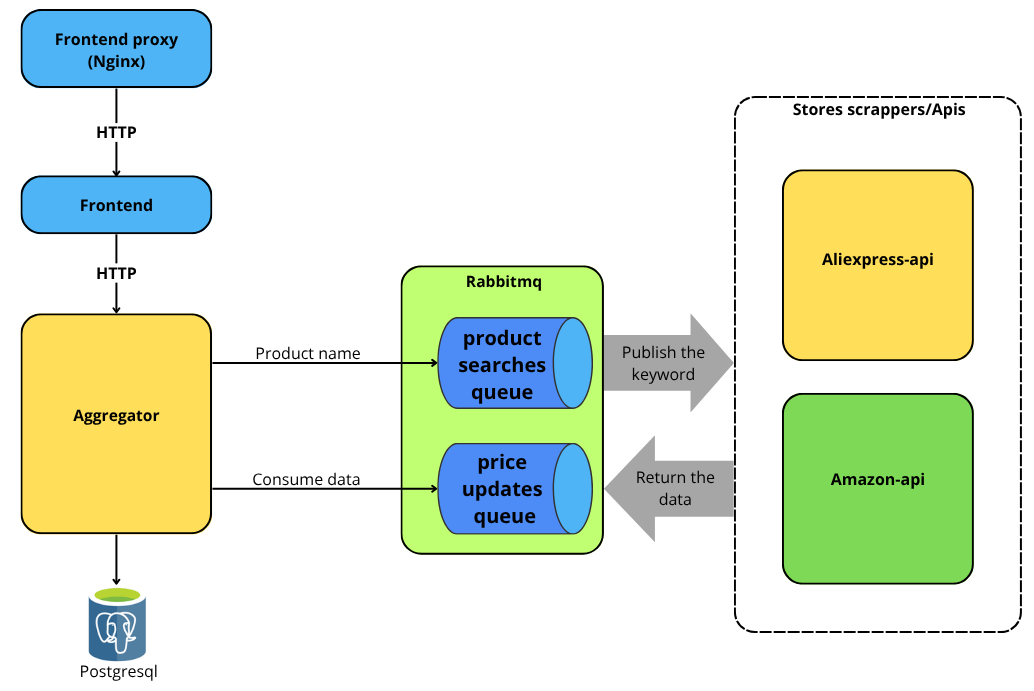 Frontend proxy
(Nginx)
HTTP
Frontend
HTTP
Aggregator
Postgresql
Product name
Consume data
Rabbitmq
product
searches
queue
price
updates
queue
Publish the
keyword
Return the
data
Stores scrappers/Apis
Aliexpress-api
Amazon-api